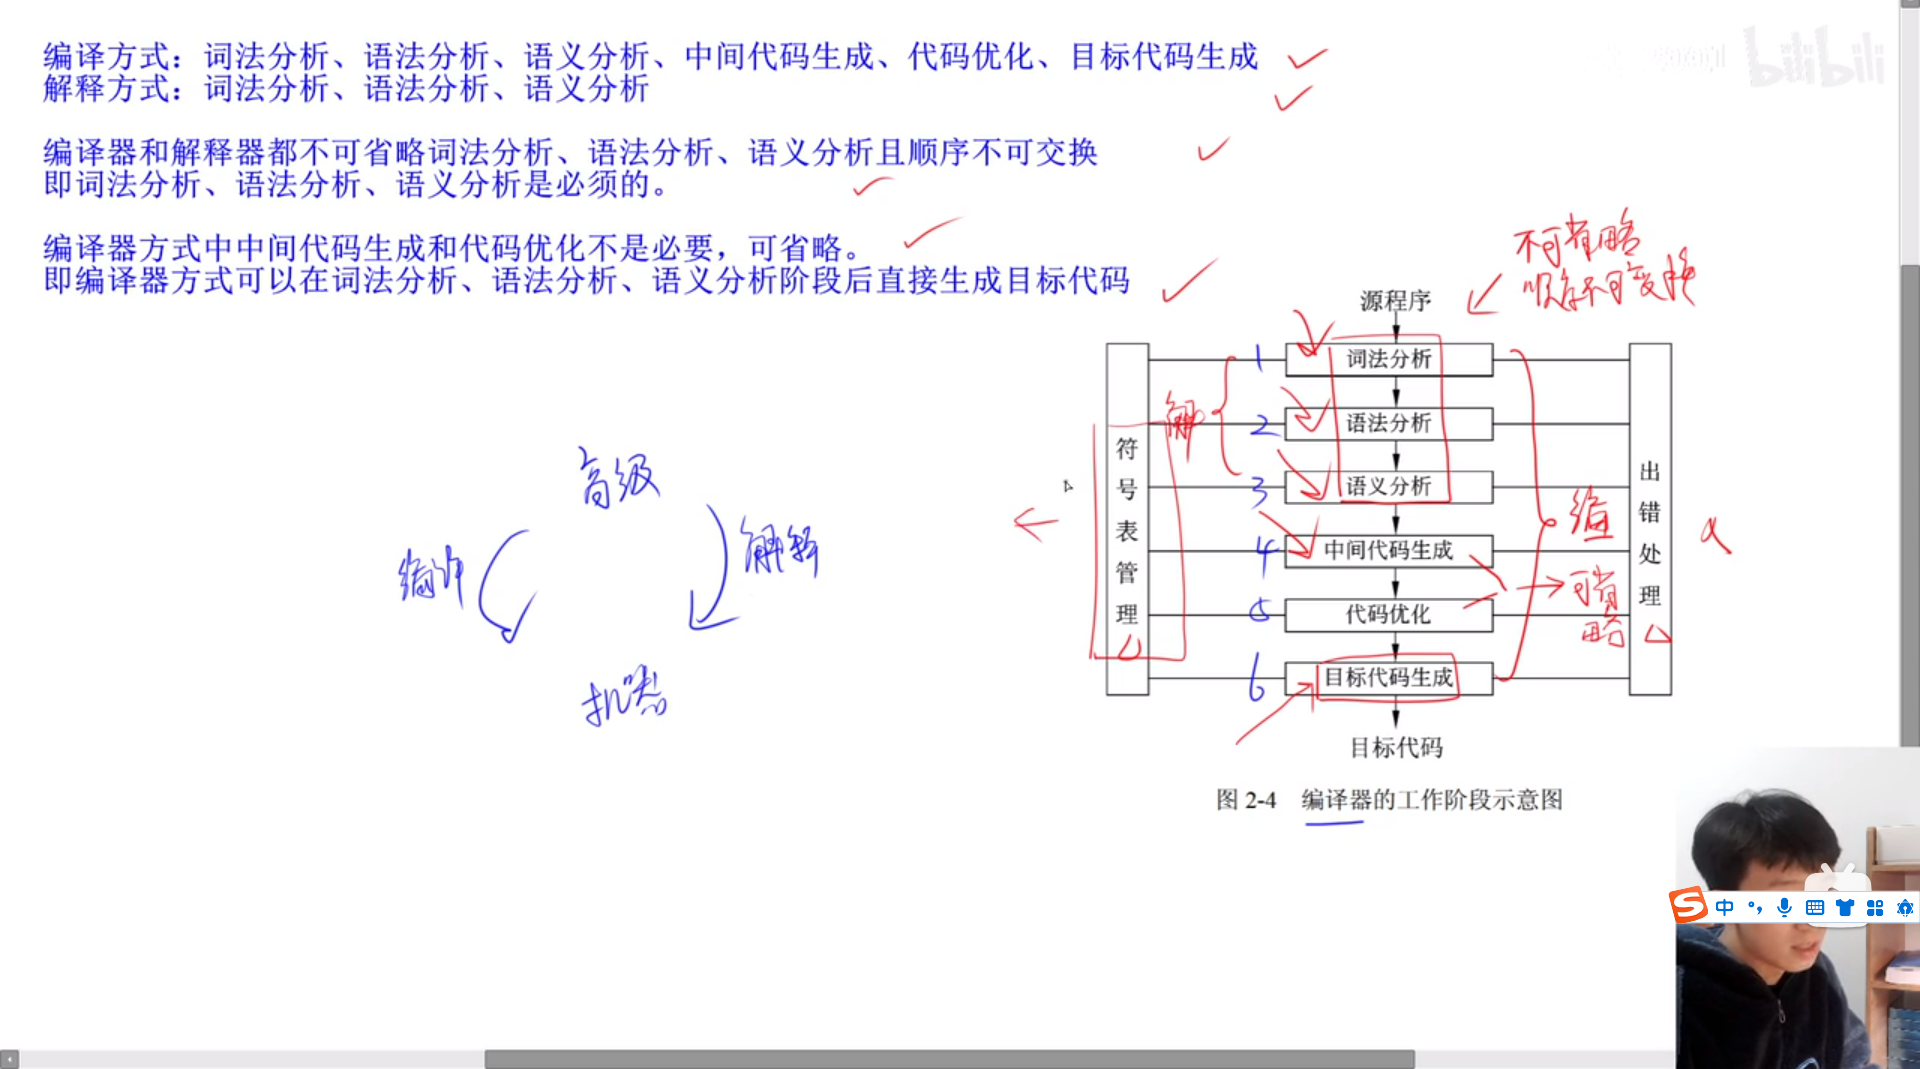 编译方式：词法分析、语法分析、语义分析、中间代码生成、代码优化、目标代码生成
解释方式：词法分析、语法分析、语义分析
bilibili
编译器和解释器都不可省略词法分析、语法分析、语义分析且顺序不可交换
即词法分析、语法分析、语义分析是必须的。
编译器方式中中间代码生成和代码优化不是必要，可省略。
即编译器方式可以在词法分析、语法分析、语义分析阶段后直接生成目标代码
不可省略
顺序不可交换
源程序
1 词法分析
2 语法分析
3 语义分析
4 中间代码生成
5 代码优化
6 目标代码生成
目标代码
符号表管理
出错处理
解
编
可省略
高级
编译
解释
机器
图 2-4 编译器的工作阶段示意图
中